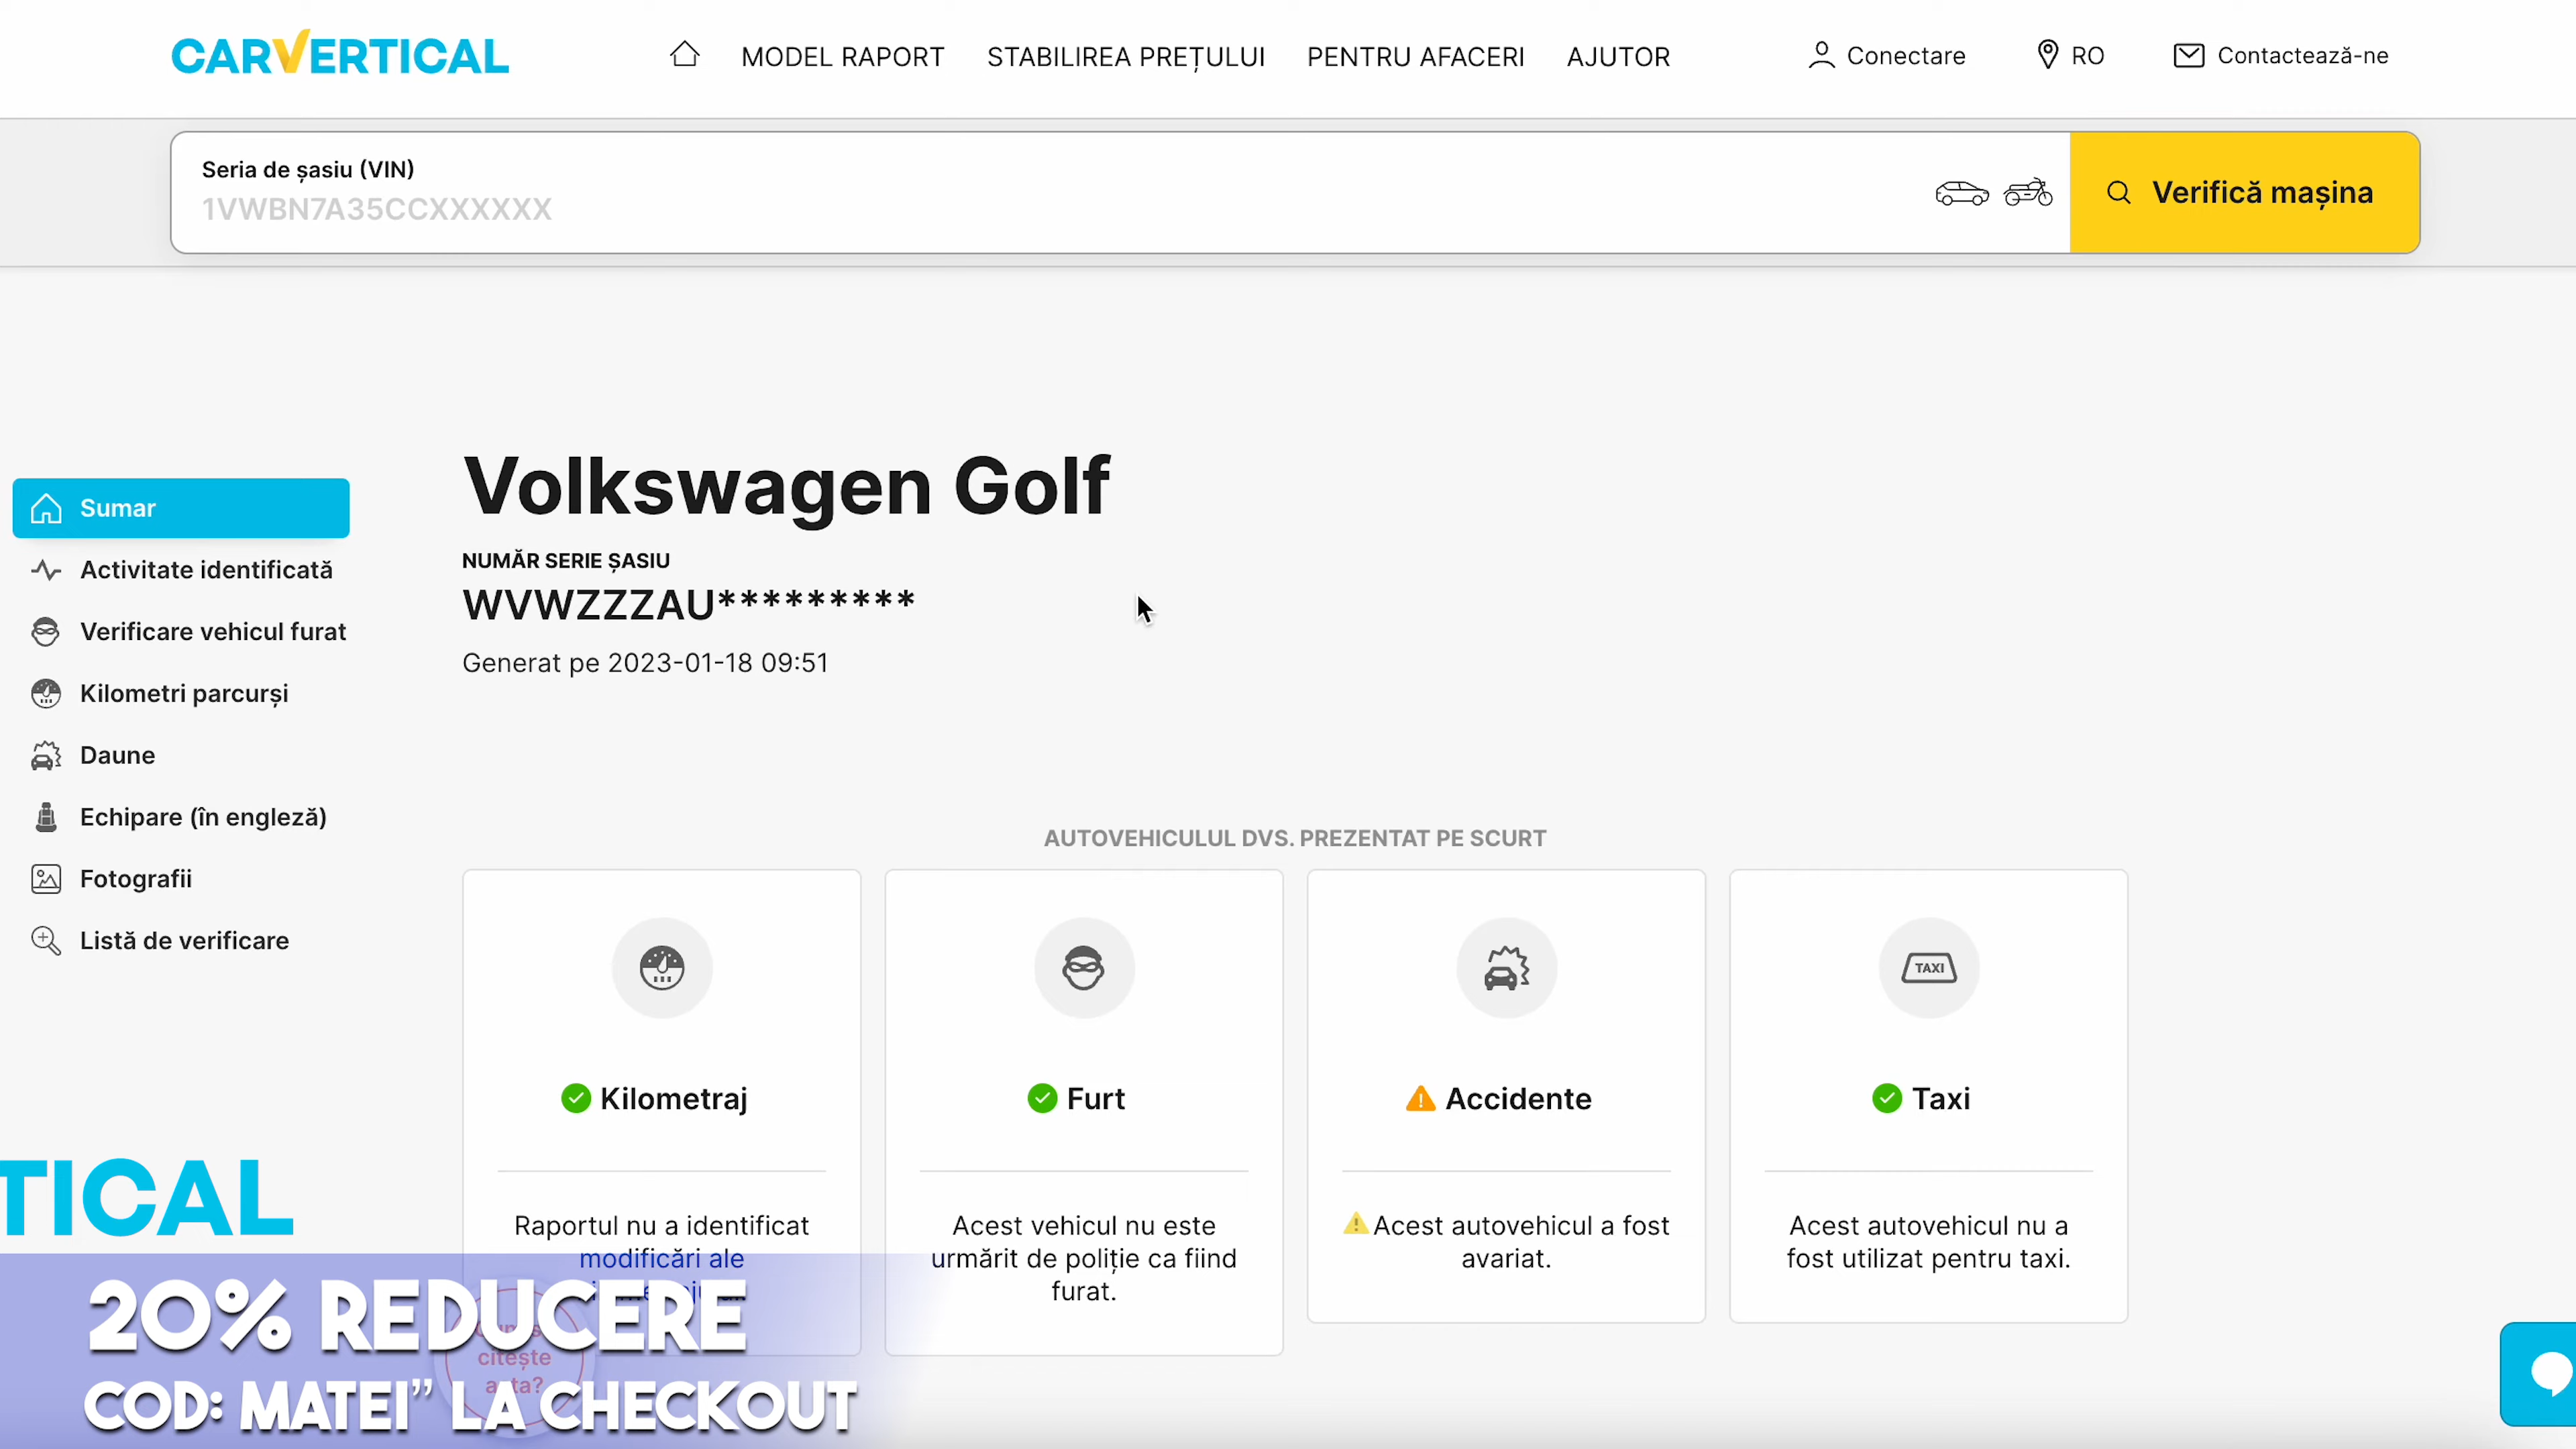 CARVERTICAL
MODEL RAPORT
STABILIREA PREȚULUI
PENTRU AFACERI
AJUTOR
Conectare
RO
Contactează-ne
Seria de șasiu (VIN)
1VWBN7A35CCXXXXXX
Verifică mașina
Sumar
Activitate identificată
Verificare vehicul furat
Kilometri parcurși
Daune
Echipare (în engleză)
Fotografii
Listă de verificare
Volkswagen Golf
NUMĂR SERIE ȘASIU
WVWZZZAU*********
Generat pe 2023-01-18 09:51
AUTOVEHICULUL DVS. PREZENTAT PE SCURT
Kilometraj
Raportul nu a identificat
modificări ale
Furt
Acest vehicul nu este
urmărit de poliție ca fiind
furat.
Accidente
Acest autovehicul a fost
avariat.
TAXI
Taxi
Acest autovehicul nu a
fost utilizat pentru taxi.
TICAL
20% REDUCERE
citește
COD: MATEI” LA CHECKOUT